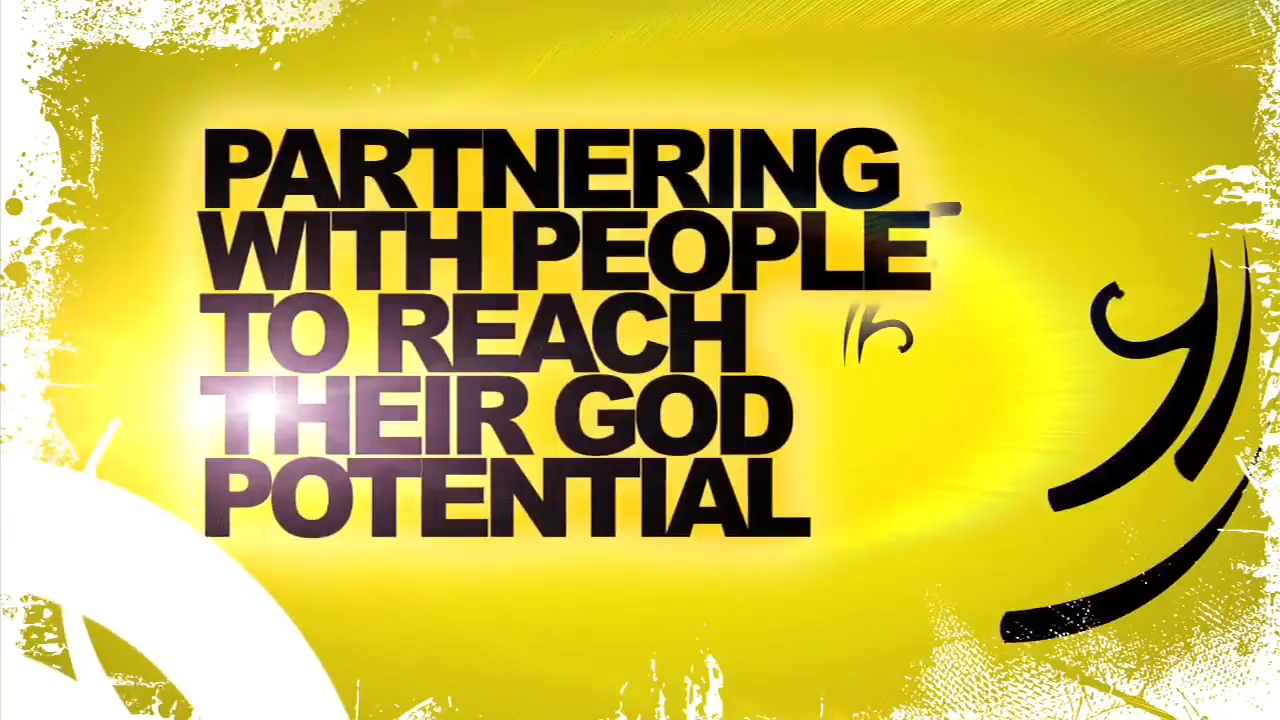 PARTNERING
WITH PEOPLE
TO REACH
THEIR GOD
POTENTIAL